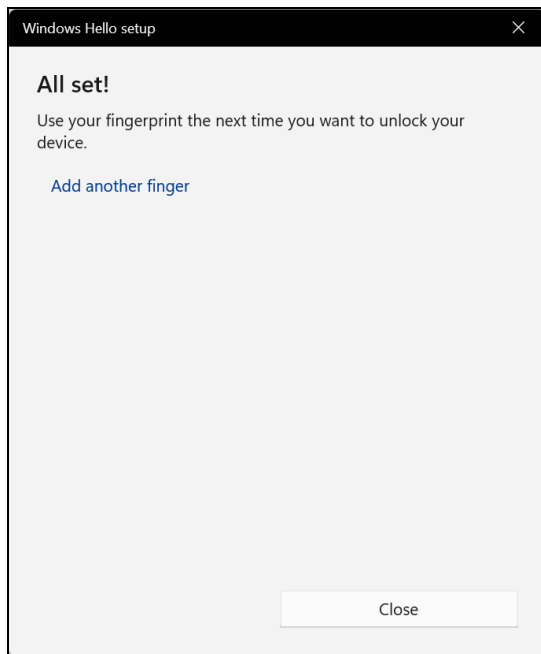 Windows Hello setup
All set!
Use your fingerprint the next time you want to unlock your
device.
Add another finger
Close